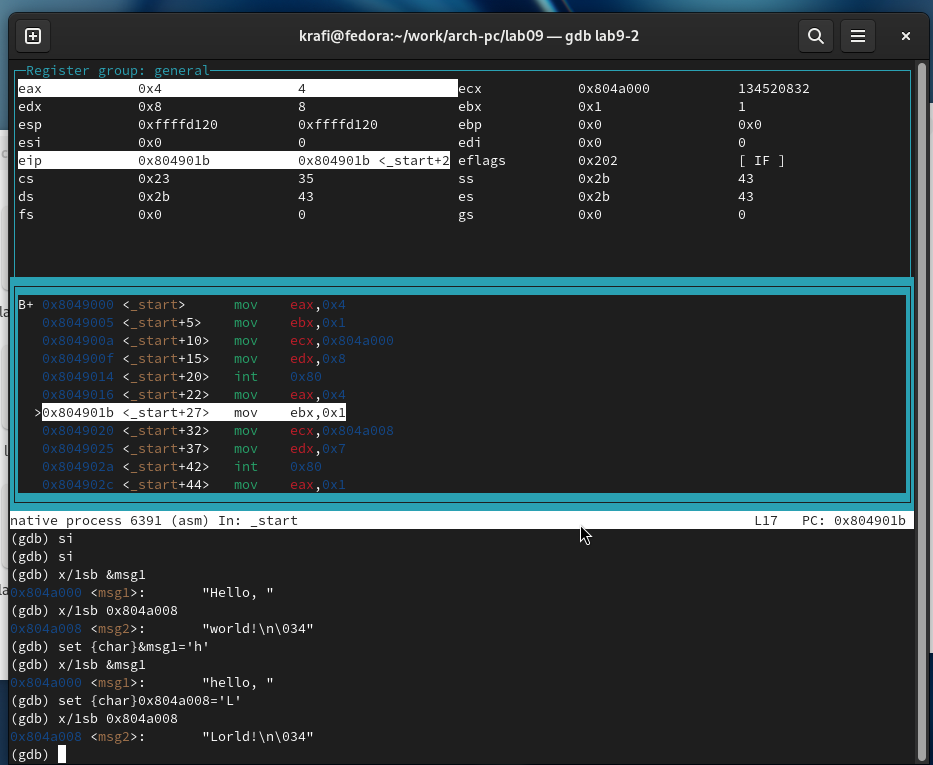 krafi@fedora:~/work/arch-pc/lab09 — gdb lab9-2
Register group: general
eax 0x4 4 ecx 0x804a000 134520832
edx 0x8 8 ebx 0x1 1
esp 0xffffd120 0xffffd120 ebp 0x0 0x0
esi 0x0 0 edi 0x0 0
eip 0x804901b 0x804901b <_start+2 eflags 0x202 [ IF ]
cs 0x23 35 ss 0x2b 43
ds 0x2b 43 es 0x2b 43
fs 0x0 0 gs 0x0 0
B+ 0x8049000 <_start> mov eax,0x4
0x8049005 <_start+5> mov ebx,0x1
0x804900a <_start+10> mov ecx,0x804a000
0x804900f <_start+15> mov edx,0x8
0x8049014 <_start+20> int 0x80
0x8049016 <_start+22> mov eax,0x4
>0x804901b <_start+27> mov ebx,0x1
0x8049020 <_start+32> mov ecx,0x804a008
0x8049025 <_start+37> mov edx,0x7
0x804902a <_start+42> int 0x80
0x804902c <_start+44> mov eax,0x1
native process 6391 (asm) In: _start L17 PC: 0x804901b
(gdb) si
(gdb) si
(gdb) x/1sb &msg1
0x804a000 <msg1>: "Hello, "
(gdb) x/1sb 0x804a008
0x804a008 <msg2>: "world!\n\034"
(gdb) set {char}&msg1='h'
(gdb) x/1sb &msg1
0x804a000 <msg1>: "hello, "
(gdb) set {char}0x804a008='L'
(gdb) x/1sb 0x804a008
0x804a008 <msg2>: "Lorld!\n\034"
(gdb)